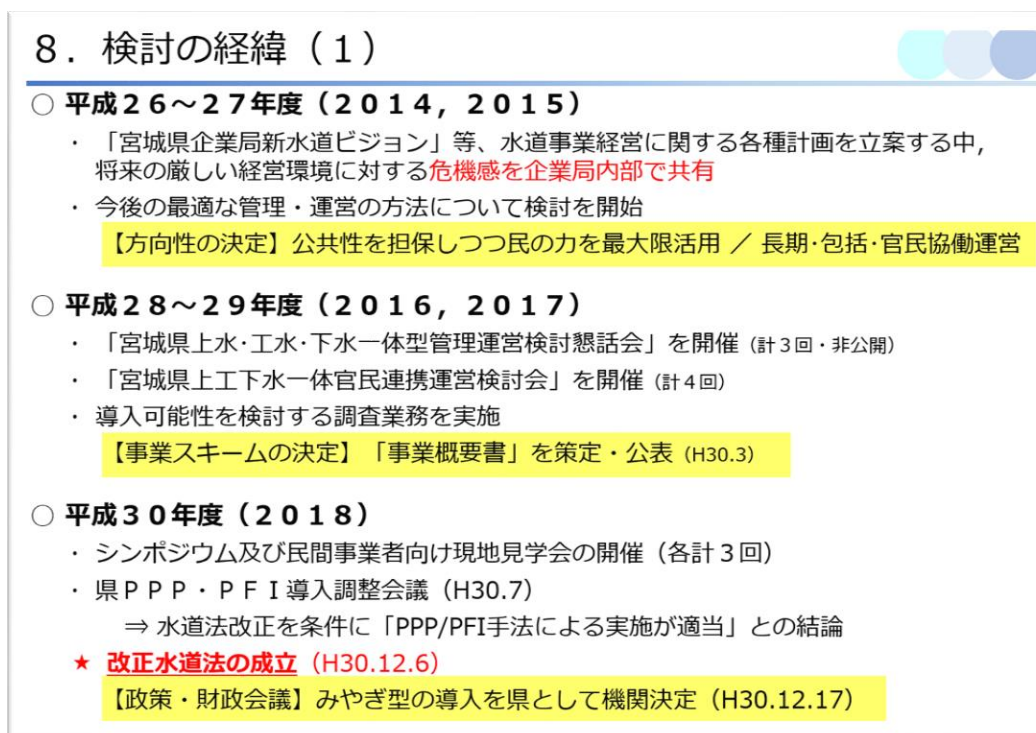 8．検討の経緯（1）
○ 平成２６～２７年度（２０１４，２０１５）
・ 「宮城県企業局新水道ビジョン」等、水道事業経営に関する各種計画を立案する中，
将来の厳しい経営環境に対する危機感を企業局内部で共有
・ 今後の最適な管理・運営の方法について検討を開始
【方向性の決定】公共性を担保しつつ民の力を最大限活用 ／ 長期･包括･官民協働運営
○ 平成２８～２９年度（２０１６，２０１７）
・ 「宮城県上水･工水･下水一体型管理運営検討懇話会」を開催（計３回・非公開）
・ 「宮城県上工下水一体官民連携運営検討会」を開催（計４回）
・ 導入可能性を検討する調査業務を実施
【事業スキームの決定】「事業概要書」を策定・公表（H30.3）
○ 平成３０年度（２０１８）
・ シンポジウム及び民間事業者向け現地見学会の開催（各計３回）
・ 県ＰＰＰ・ＰＦＩ導入調整会議（H30.7）
⇒ 水道法改正を条件に「PPP/PFI手法による実施が適当」との結論
★ 改正水道法の成立（H30.12.6）
【政策・財政会議】みやぎ型の導入を県として機関決定（H30.12.17）